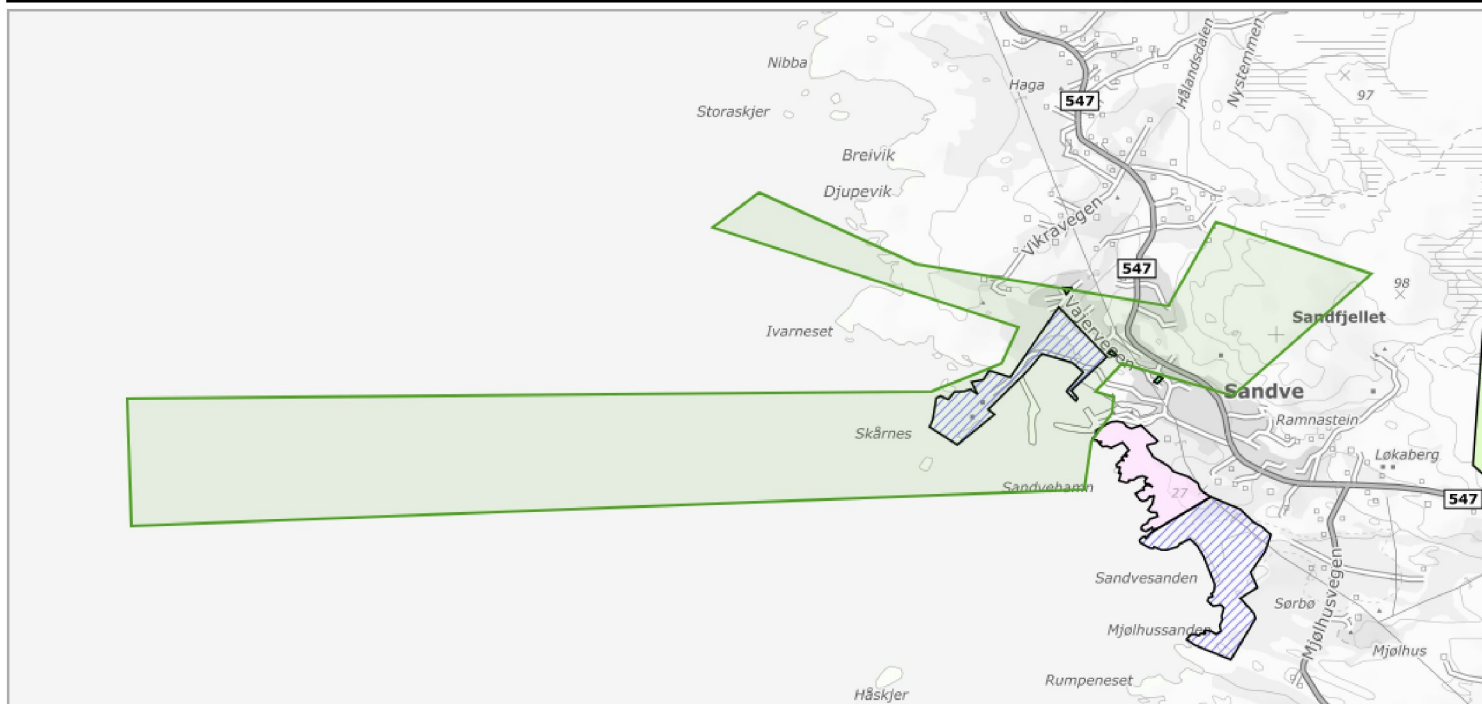 Nibba
Haga
Hålandsdalen
Nystemmen
97
547
Storaskjer
Breivik
Djupevik
Vikravegen
547
98
Vaiervegen
Sandfjellet
Ivarneset
Sandve
Ramnastein
Skårnes
Løkaberg
Sandvehamn
27
547
Sandvesanden
Sørbø
Mjølhusvegen
Mjølhussanden
Mjølhus
Rumpeneset
Håskjer